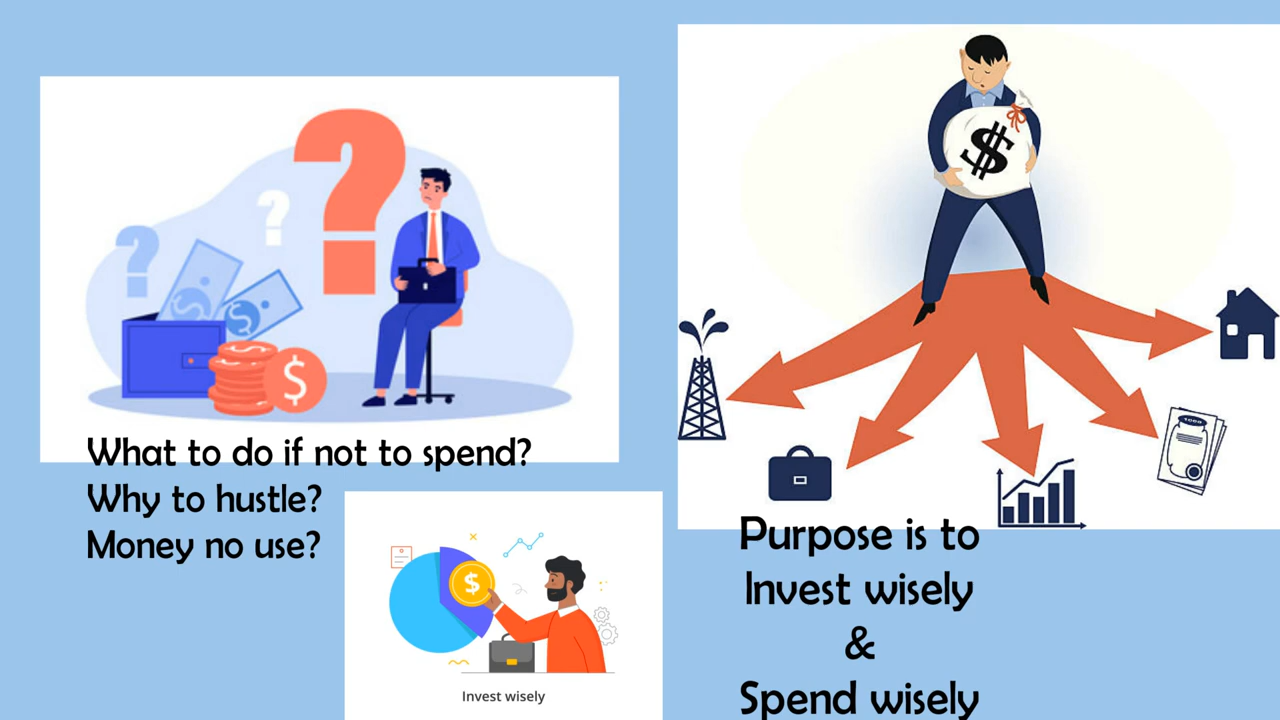 What to do if not to spend?
Why to hustle?
Money no use?
Invest wisely
Purpose is to
Invest wisely
&
Spend wisely